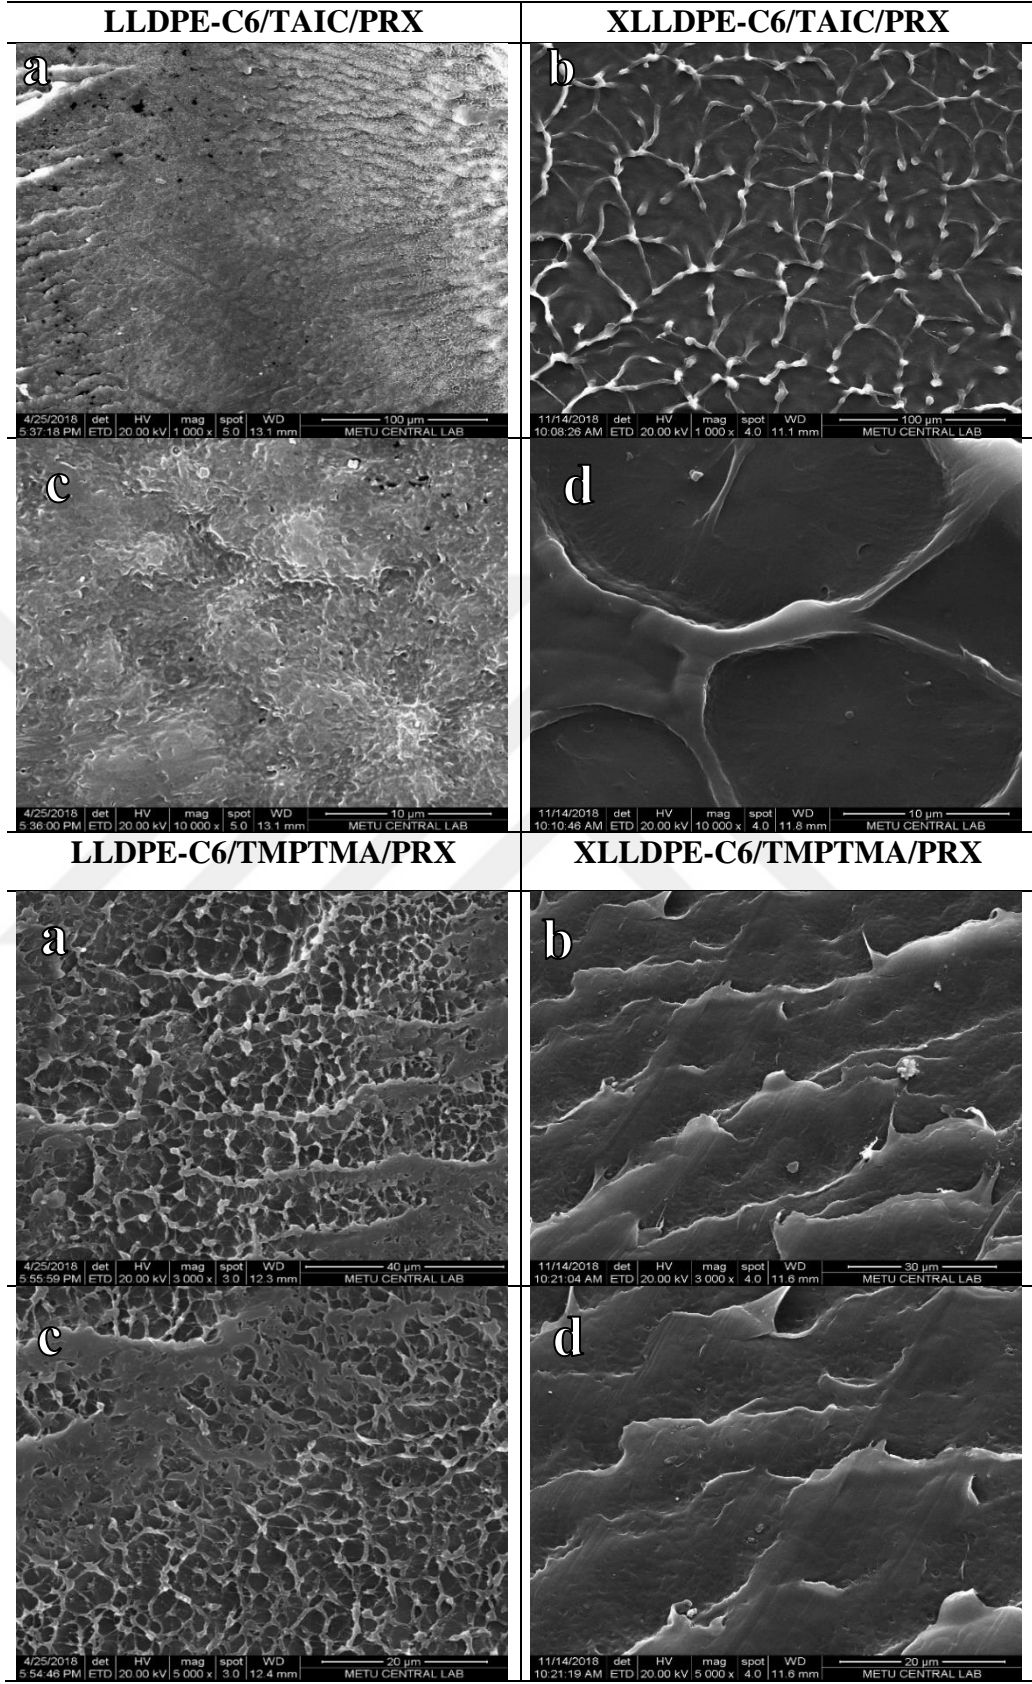 LLDPE-C6/TAIC/PRX
XLLDPE-C6/TAIC/PRX
a
4/25/2018 det HV mag spot WD 100 µm
5:37:18 PM ETD 20.00 kV 1 000 x 5.0 13.1 mm METU CENTRAL LAB
b
11/14/2018 det HV mag spot WD 100 µm
10:08:26 AM ETD 20.00 kV 1 000 x 4.0 11.1 mm METU CENTRAL LAB
c
4/25/2018 det HV mag spot WD 10 µm
5:36:00 PM ETD 20.00 kV 10 000 x 5.0 13.1 mm METU CENTRAL LAB
d
11/14/2018 det HV mag spot WD 10 µm
10:10:46 AM ETD 20.00 kV 10 000 x 4.0 11.8 mm METU CENTRAL LAB
LLDPE-C6/TMPTMA/PRX
XLLDPE-C6/TMPTMA/PRX
a
4/25/2018 det HV mag spot WD 40 µm
5:55:59 PM ETD 20.00 kV 3 000 x 3.0 12.3 mm METU CENTRAL LAB
b
11/14/2018 det HV mag spot WD 30 µm
10:21:04 AM ETD 20.00 kV 3 000 x 4.0 11.6 mm METU CENTRAL LAB
c
4/25/2018 det HV mag spot WD 20 µm
5:54:46 PM ETD 20.00 kV 5 000 x 3.0 12.4 mm METU CENTRAL LAB
d
11/14/2018 det HV mag spot WD 20 µm
10:21:19 AM ETD 20.00 kV 5 000 x 4.0 11.6 mm METU CENTRAL LAB